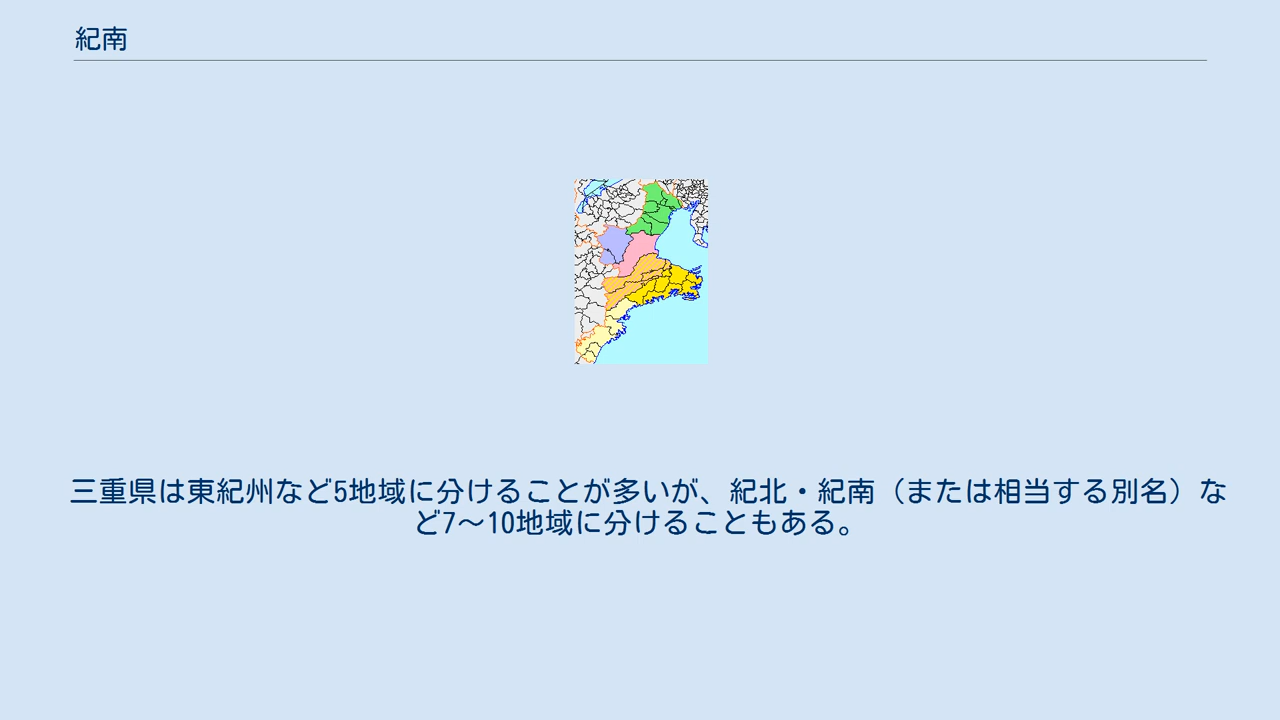 紀南
三重県は東紀州など5地域に分けることが多いが、紀北・紀南（または相当する別名）な
ど7～10地域に分けることもある。